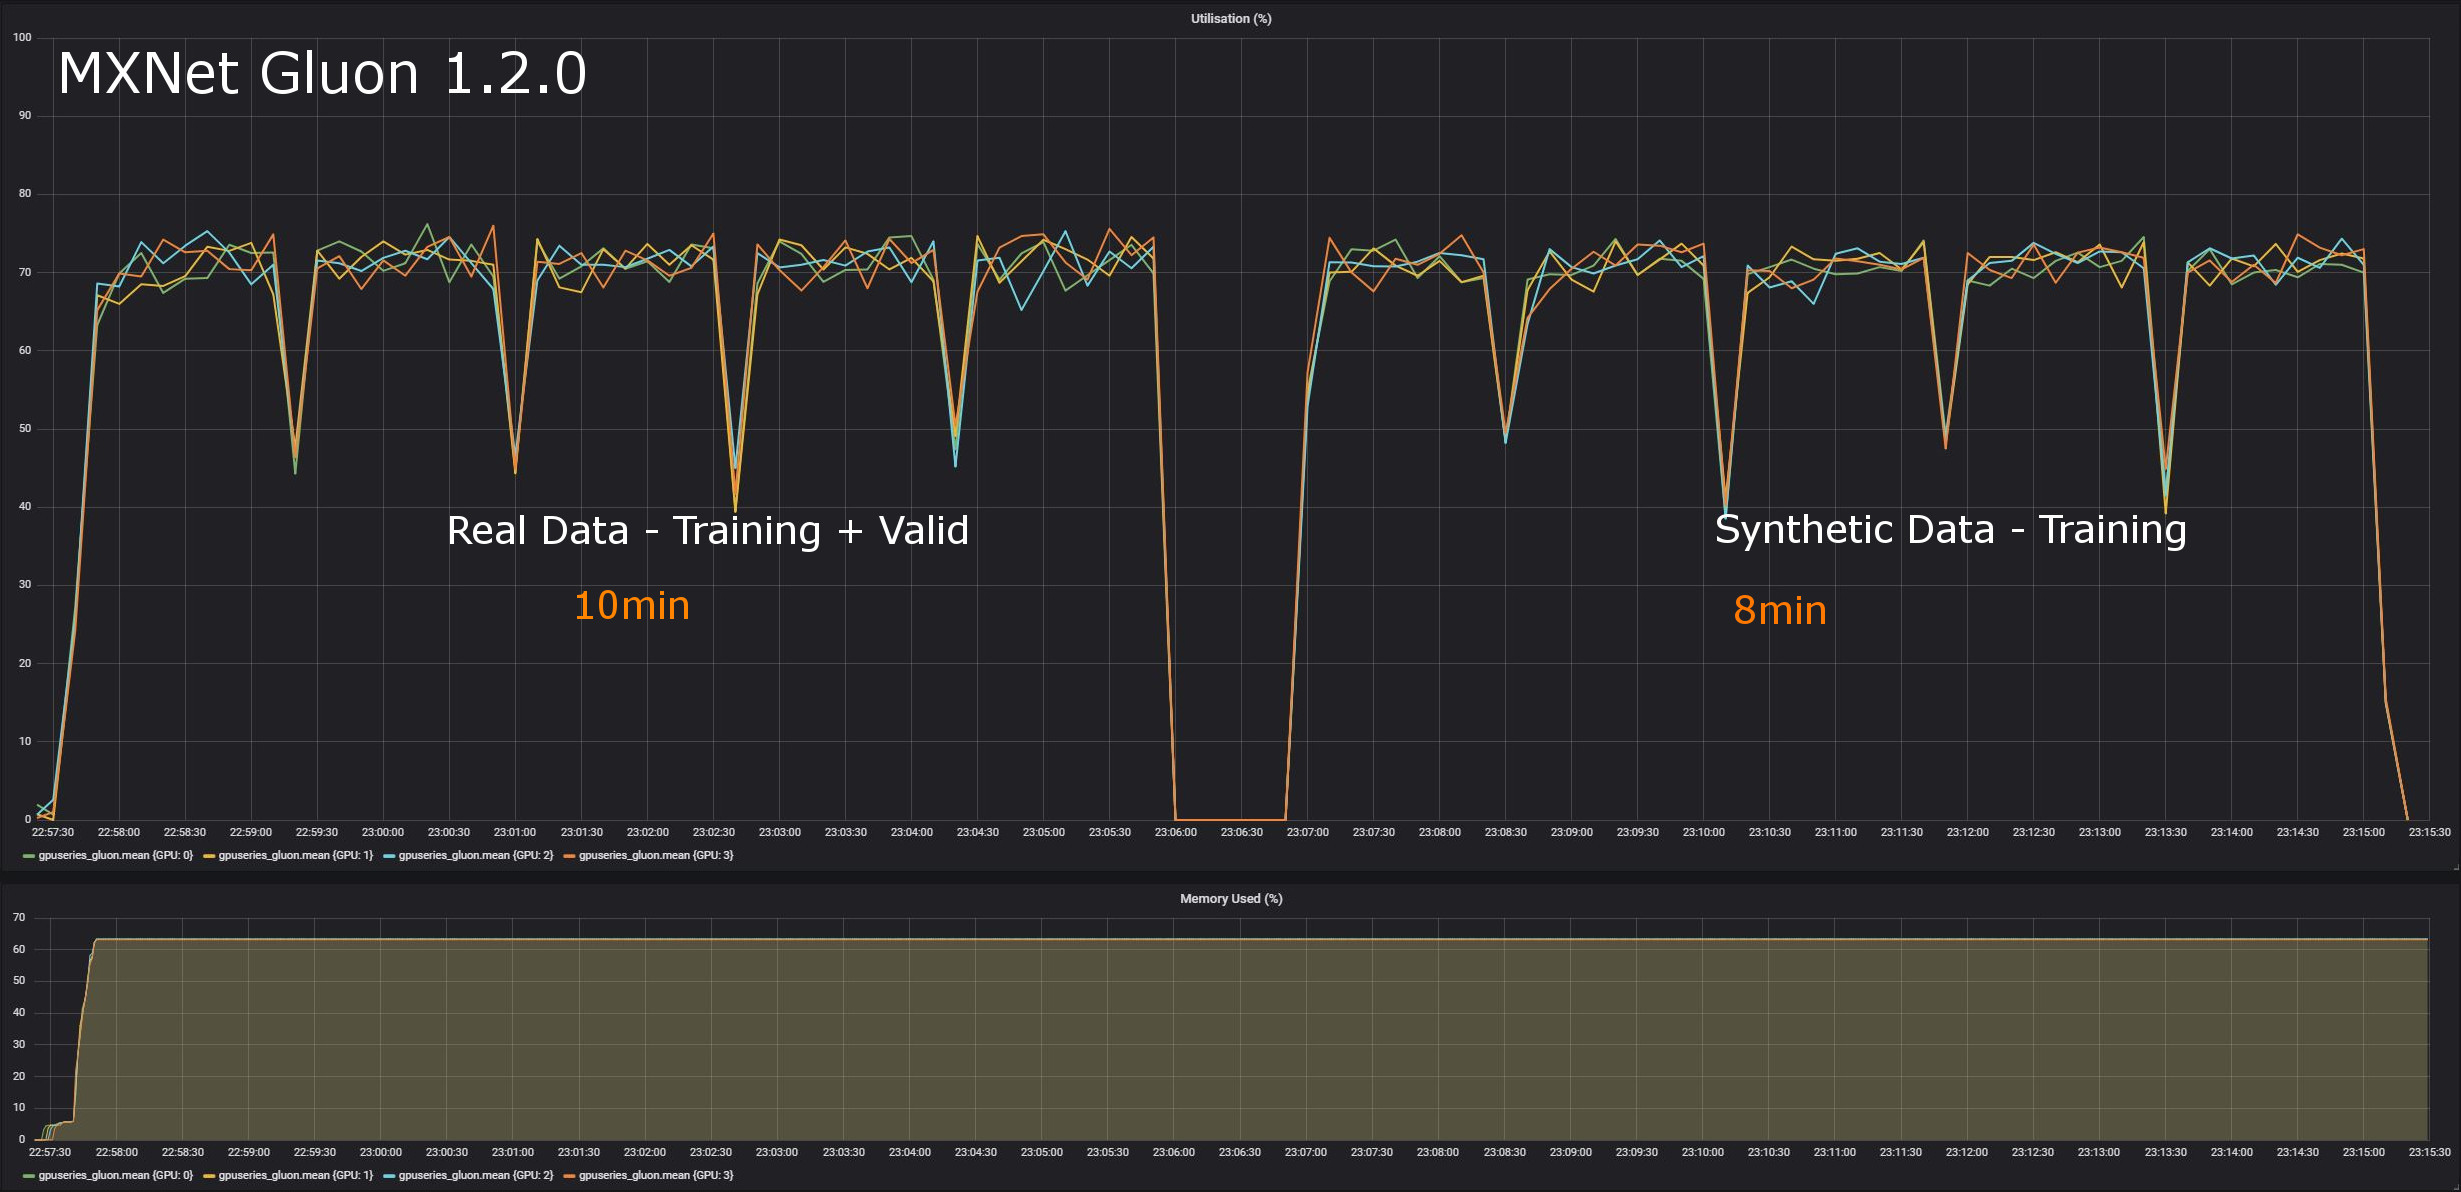 Utilisation (%)
MXNet Gluon 1.2.0
100
90
80
70
60
50
40
30
20
10
0
Real Data - Training + Valid
Synthetic Data - Training
10min
8min
22:57:30 22:58:00 22:58:30 22:59:00 22:59:30 23:00:00 23:00:30 23:01:00 23:01:30 23:02:00 23:02:30 23:03:00 23:03:30 23:04:00 23:04:30 23:05:00 23:05:30 23:06:00 23:06:30 23:07:00 23:07:30 23:08:00 23:08:30 23:09:00 23:09:30 23:10:00 23:10:30 23:11:00 23:11:30 23:12:00 23:12:30 23:13:00 23:13:30 23:14:00 23:14:30 23:15:00 23:15:30
gpuseries_gluon.mean {GPU: 0} gpuseries_gluon.mean {GPU: 1} gpuseries_gluon.mean {GPU: 2} gpuseries_gluon.mean {GPU: 3}
Memory Used (%)
70
60
50
40
30
20
10
0
22:57:30 22:58:00 22:58:30 22:59:00 22:59:30 23:00:00 23:00:30 23:01:00 23:01:30 23:02:00 23:02:30 23:03:00 23:03:30 23:04:00 23:04:30 23:05:00 23:05:30 23:06:00 23:06:30 23:07:00 23:07:30 23:08:00 23:08:30 23:09:00 23:09:30 23:10:00 23:10:30 23:11:00 23:11:30 23:12:00 23:12:30 23:13:00 23:13:30 23:14:00 23:14:30 23:15:00 23:15:30
gpuseries_gluon.mean {GPU: 0} gpuseries_gluon.mean {GPU: 1} gpuseries_gluon.mean {GPU: 2} gpuseries_gluon.mean {GPU: 3}